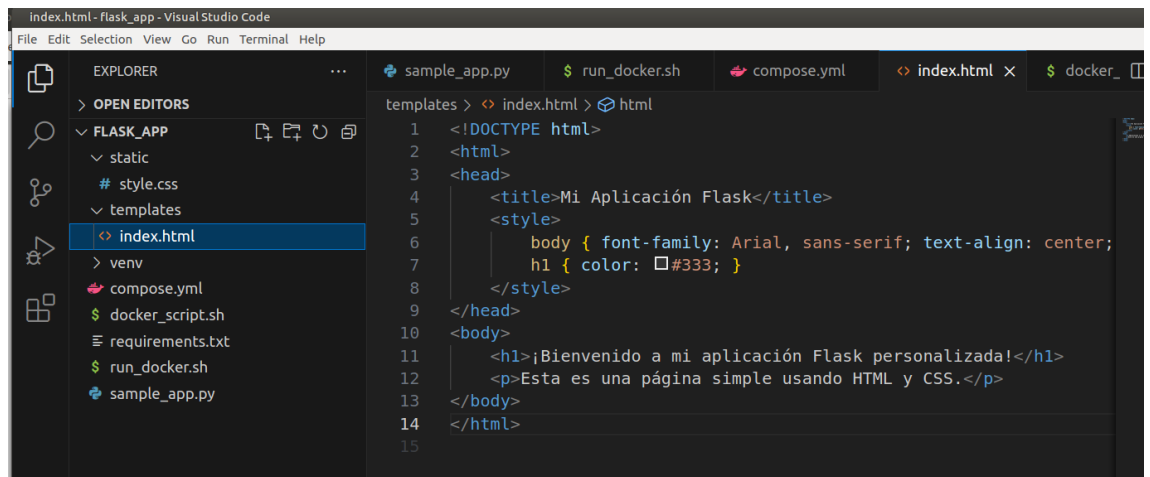 index.html - flask_app - Visual Studio Code
File Edit Selection View Go Run Terminal Help
EXPLORER ...
OPEN EDITORS
FLASK_APP
static
# style.css
templates
<> index.html
venv
compose.yml
$ docker_script.sh
requirements.txt
$ run_docker.sh
sample_app.py
sample_app.py $ run_docker.sh compose.yml <> index.html × $ docker_
templates > <> index.html > html
1 <!DOCTYPE html>
2 <html>
3 <head>
4 <title>Mi Aplicación Flask</title>
5 <style>
6 body { font-family: Arial, sans-serif; text-align: center;
7 h1 { color: #333; }
8 </style>
9 </head>
10 <body>
11 <h1>¡Bienvenido a mi aplicación Flask personalizada!</h1>
12 <p>Esta es una página simple usando HTML y CSS.</p>
13 </body>
14 </html>
15